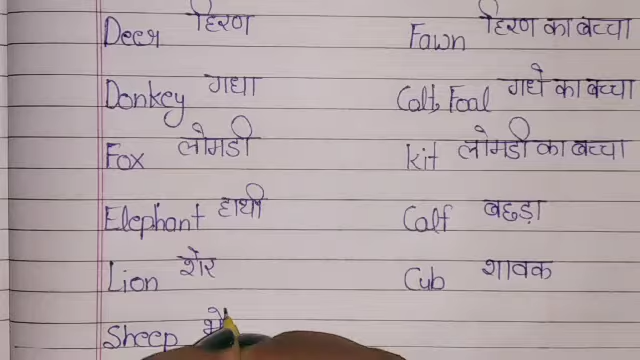 Deer हिरण Fawn हिरण का बच्चा
Donkey गधा Colt, Foal गधे का बच्चा
Fox लोमडी Kit लोमडी का बच्चा
Elephant हाथी Calf बछड़ा
Lion शेर Cub शावक
Sheep